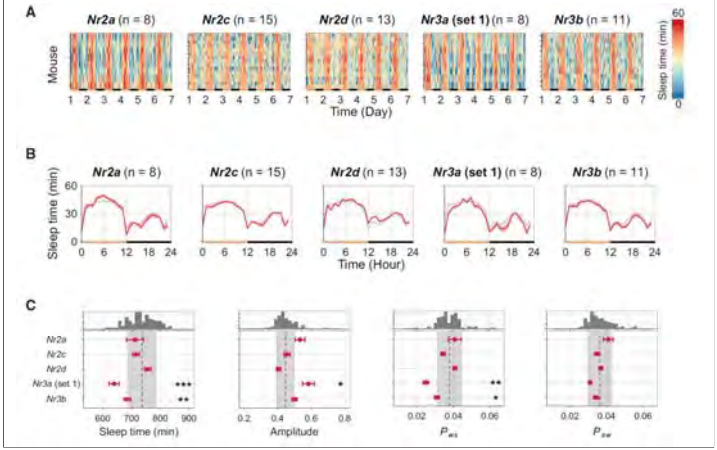 A
Nr2a (n = 8) Nr2c (n = 15) Nr2d (n = 13) Nr3a (set 1) (n = 8) Nr3b (n = 11)
Mouse
1 2 3 4 5 6 7 1 2 3 4 5 6 7 1 2 3 4 5 6 7 1 2 3 4 5 6 7 1 2 3 4 5 6 7
Time (Day)
60
Sleep time (min)
0
B
Nr2a (n = 8) Nr2c (n = 15) Nr2d (n = 13) Nr3a (set 1) (n = 8) Nr3b (n = 11)
Sleep time (min)
60
30
0
0 6 12 18 24 0 6 12 18 24 0 6 12 18 24 0 6 12 18 24 0 6 12 18 24
Time (Hour)
C
Nr2a
Nr2c
Nr2d
Nr3a (set 1)
Nr3b
*** * ** 
** *
600 700 800 900 0.2 0.4 0.6 0.8 0.02 0.04 0.06 0.02 0.04 0.06
Sleep time (min) Amplitude Pws Psw